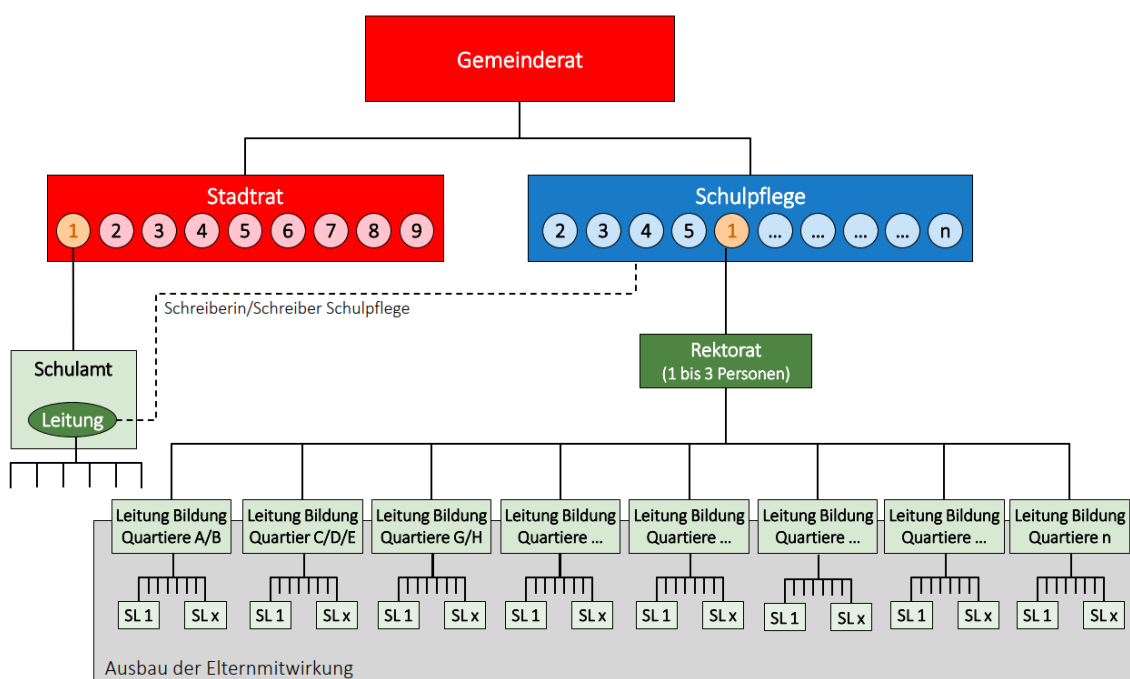 Gemeinderat
Stadtrat
1 2 3 4 5 6 7 8 9
Schulpflege
2 3 4 5 1 ... ... ... ... n
Schreiberin/Schreiber Schulpflege
Schulamt
Leitung
Rektorat
(1 bis 3 Personen)
Leitung Bildung
Quartiere A/B
Leitung Bildung
Quartier C/D/E
Leitung Bildung
Quartiere G/H
Leitung Bildung
Quartiere ...
Leitung Bildung
Quartiere ...
Leitung Bildung
Quartiere ...
Leitung Bildung
Quartiere ...
Leitung Bildung
Quartiere n
SL 1 SL x
SL 1 SL x
SL 1 SL x
SL 1 SL x
SL 1 SL x
SL 1 SL x
SL 1 SL x
SL 1 SL x
Ausbau der Elternmitwirkung